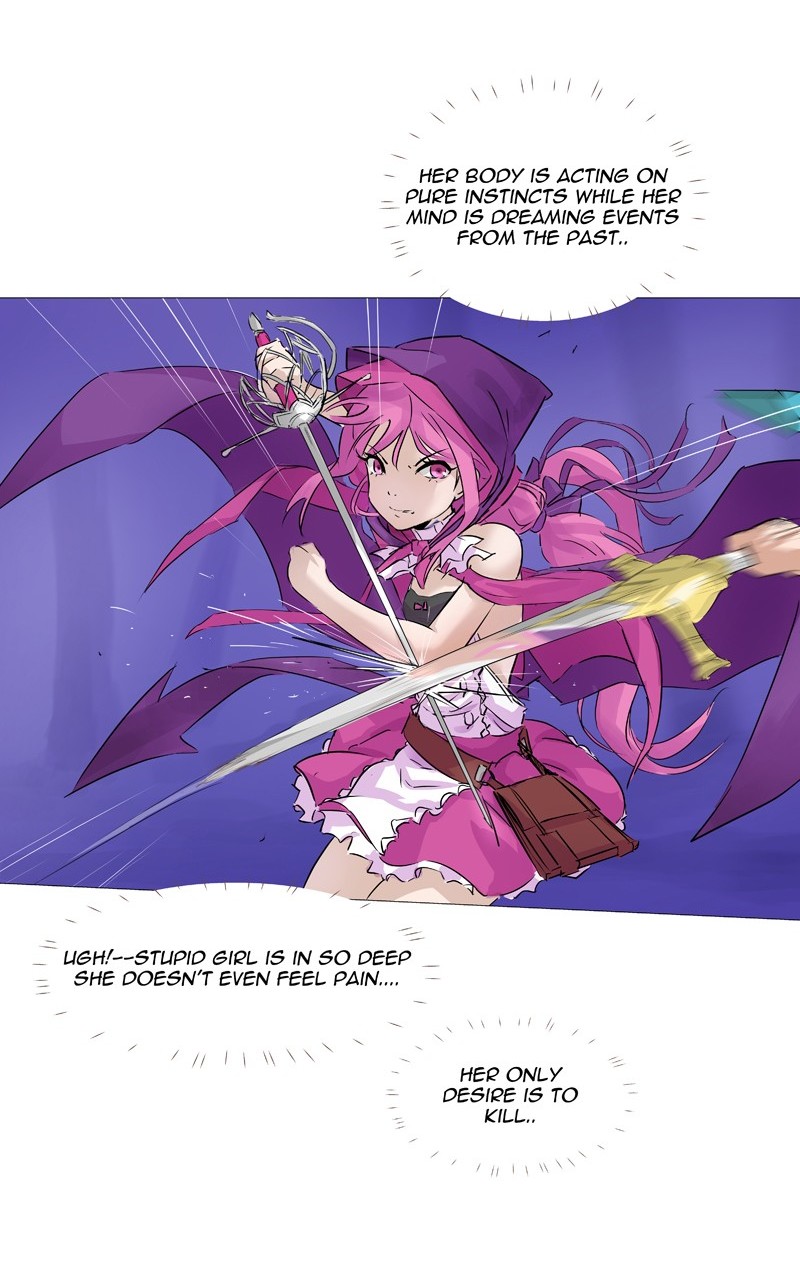 HER BODY IS ACTING ON
PURE INSTINCTS WHILE HER
MIND IS DREAMING EVENTS
FROM THE PAST..
UGH!--STUPID GIRL IS IN SO DEEP
SHE DOESN'T EVEN FEEL PAIN....
HER ONLY
DESIRE IS TO
KILL..